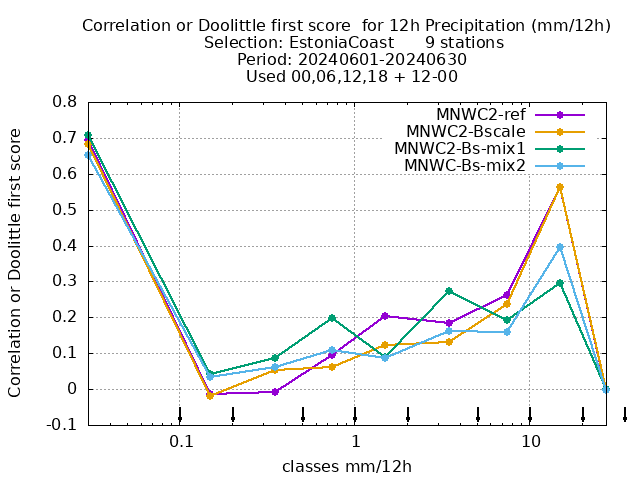 Correlation or Doolittle first score  for 12h Precipitation (mm/12h)
Selection: EstoniaCoast      9 stations
Period: 20240601-20240630
Used 00,06,12,18 + 12-00
MNWC2-ref
MNWC2-Bscale
MNWC2-Bs-mix1
MNWC-Bs-mix2
Correlation or Doolittle first score
0.8
0.7
0.6
0.5
0.4
0.3
0.2
0.1
0
-0.1
0.1
1
10
classes mm/12h